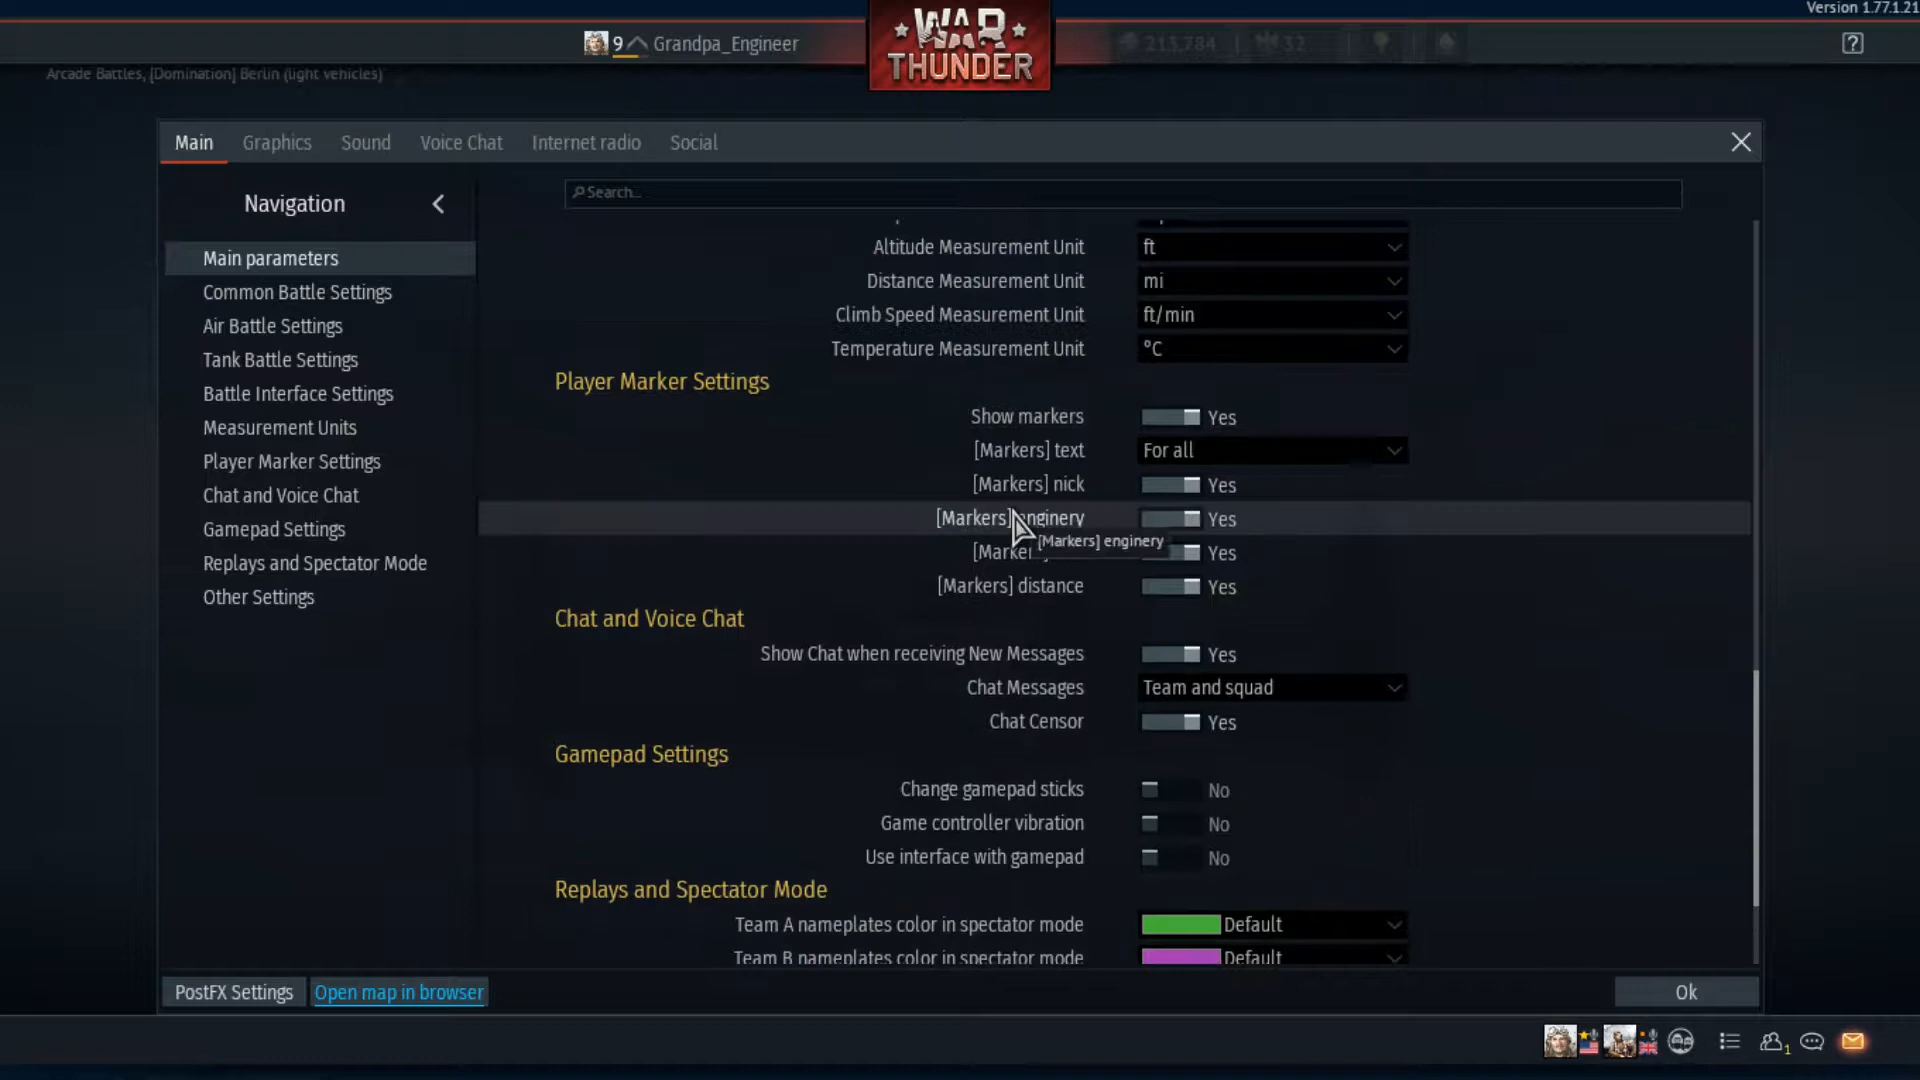 Version 1.77.1.21
9 Grandpa_Engineer
WAR THUNDER
213,784 32
Arcade Battles, [Domination] Berlin (light vehicles)
Main Graphics Sound Voice Chat Internet radio Social
Navigation
Search...
Main parameters
Common Battle Settings
Air Battle Settings
Tank Battle Settings
Battle Interface Settings
Measurement Units
Player Marker Settings
Chat and Voice Chat
Gamepad Settings
Replays and Spectator Mode
Other Settings
Altitude Measurement Unit ft
Distance Measurement Unit mi
Climb Speed Measurement Unit ft/min
Temperature Measurement Unit °C
Player Marker Settings
Show markers Yes
[Markers] text For all
[Markers] nick Yes
[Markers] enginery Yes
[Markers] enginery
Yes
[Markers] distance Yes
Chat and Voice Chat
Show Chat when receiving New Messages Yes
Chat Messages Team and squad
Chat Censor Yes
Gamepad Settings
Change gamepad sticks No
Game controller vibration No
Use interface with gamepad No
Replays and Spectator Mode
Team A nameplates color in spectator mode Default
Team B nameplates color in spectator mode Default
PostFX Settings Open map in browser Ok
1